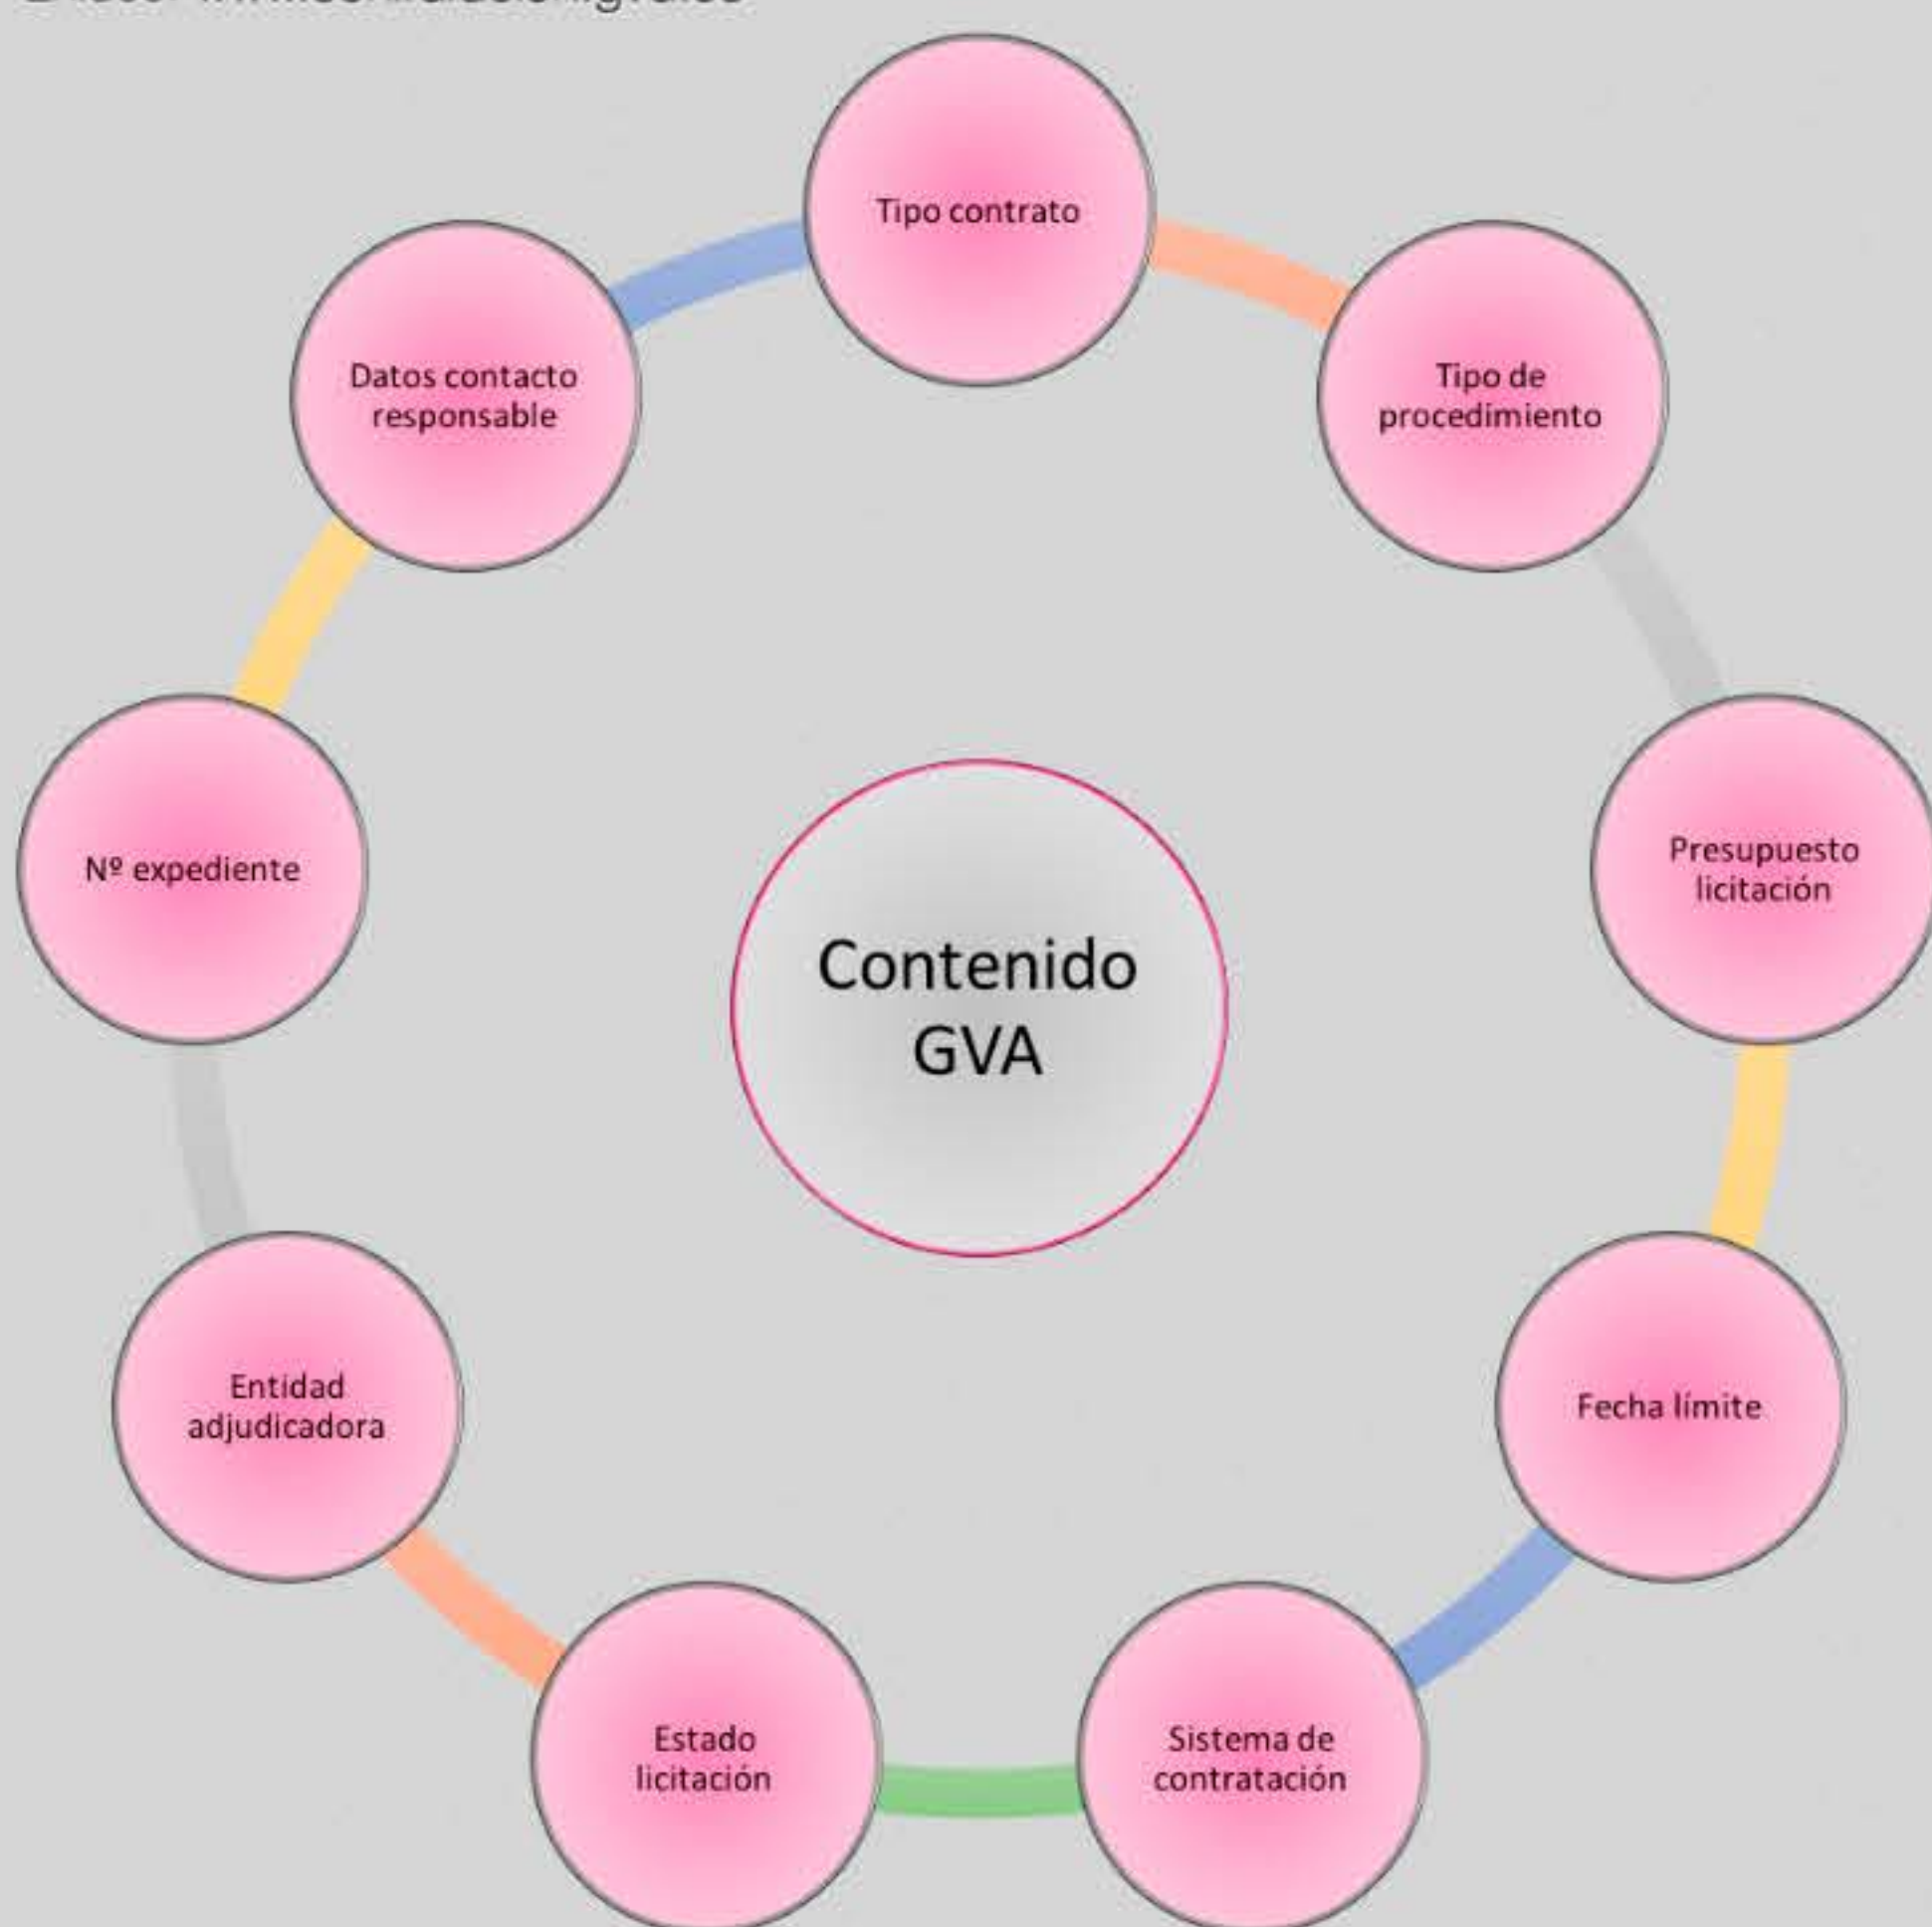 Tipo contrato
Tipo de
procedimiento
Presupuesto
licitación
Fecha límite
Sistema de
contratación
Estado
licitación
Entidad
adjudicadora
Nº expediente
Datos contacto
responsable
Contenido
GVA